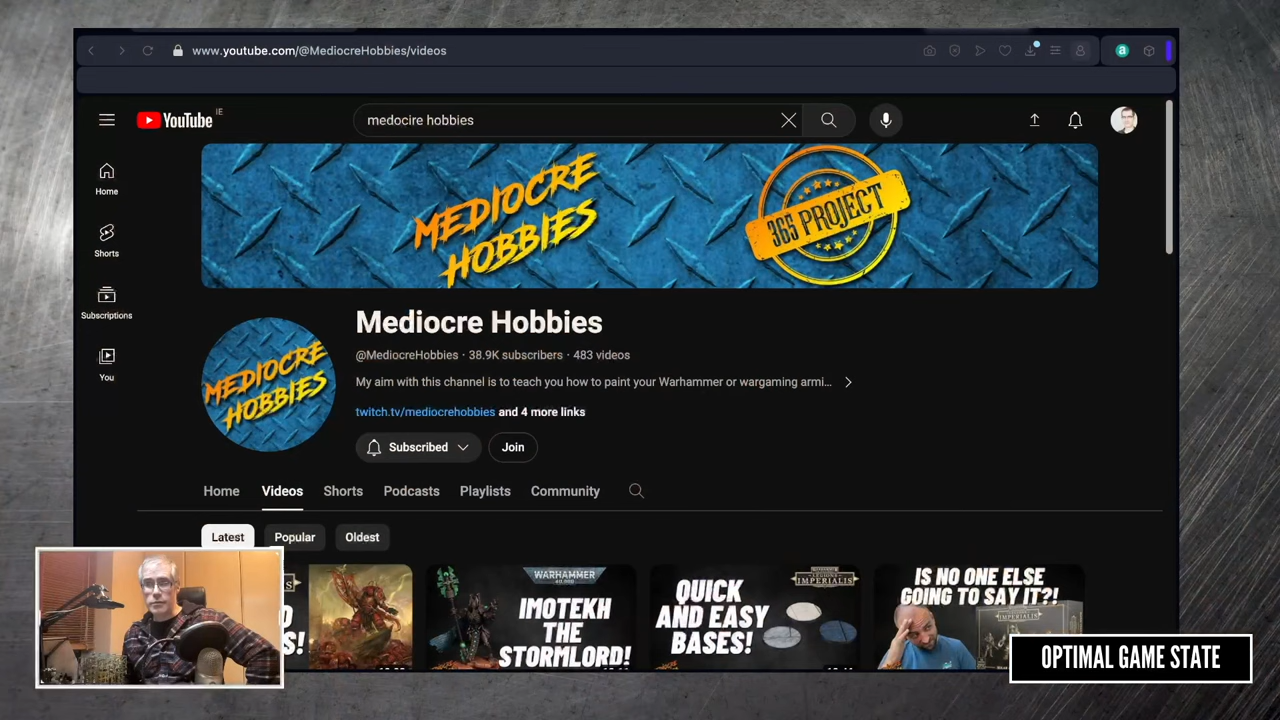 www.youtube.com/@MediocreHobbies/videos
YouTube IE
medocire hobbies
Home
Shorts
Subscriptions
You
MEDIOCRE
HOBBIES
365 PROJECT
MEDIOCRE
HOBBIES
Mediocre Hobbies
@MediocreHobbies · 38.9K subscribers · 483 videos
My aim with this channel is to teach you how to paint your Warhammer or wargaming armi...
twitch.tv/mediocrehobbies and 4 more links
Subscribed
Join
Home Videos Shorts Podcasts Playlists Community
Latest Popular Oldest
WARHAMMER
40,000
IMOTEKH
THE
STORMLORD!
QUICK
AND EASY
BASES!
IMPERIALIS
IS NO ONE ELSE
GOING TO SAY IT?!
IMPERIALIS
OPTIMAL GAME STATE